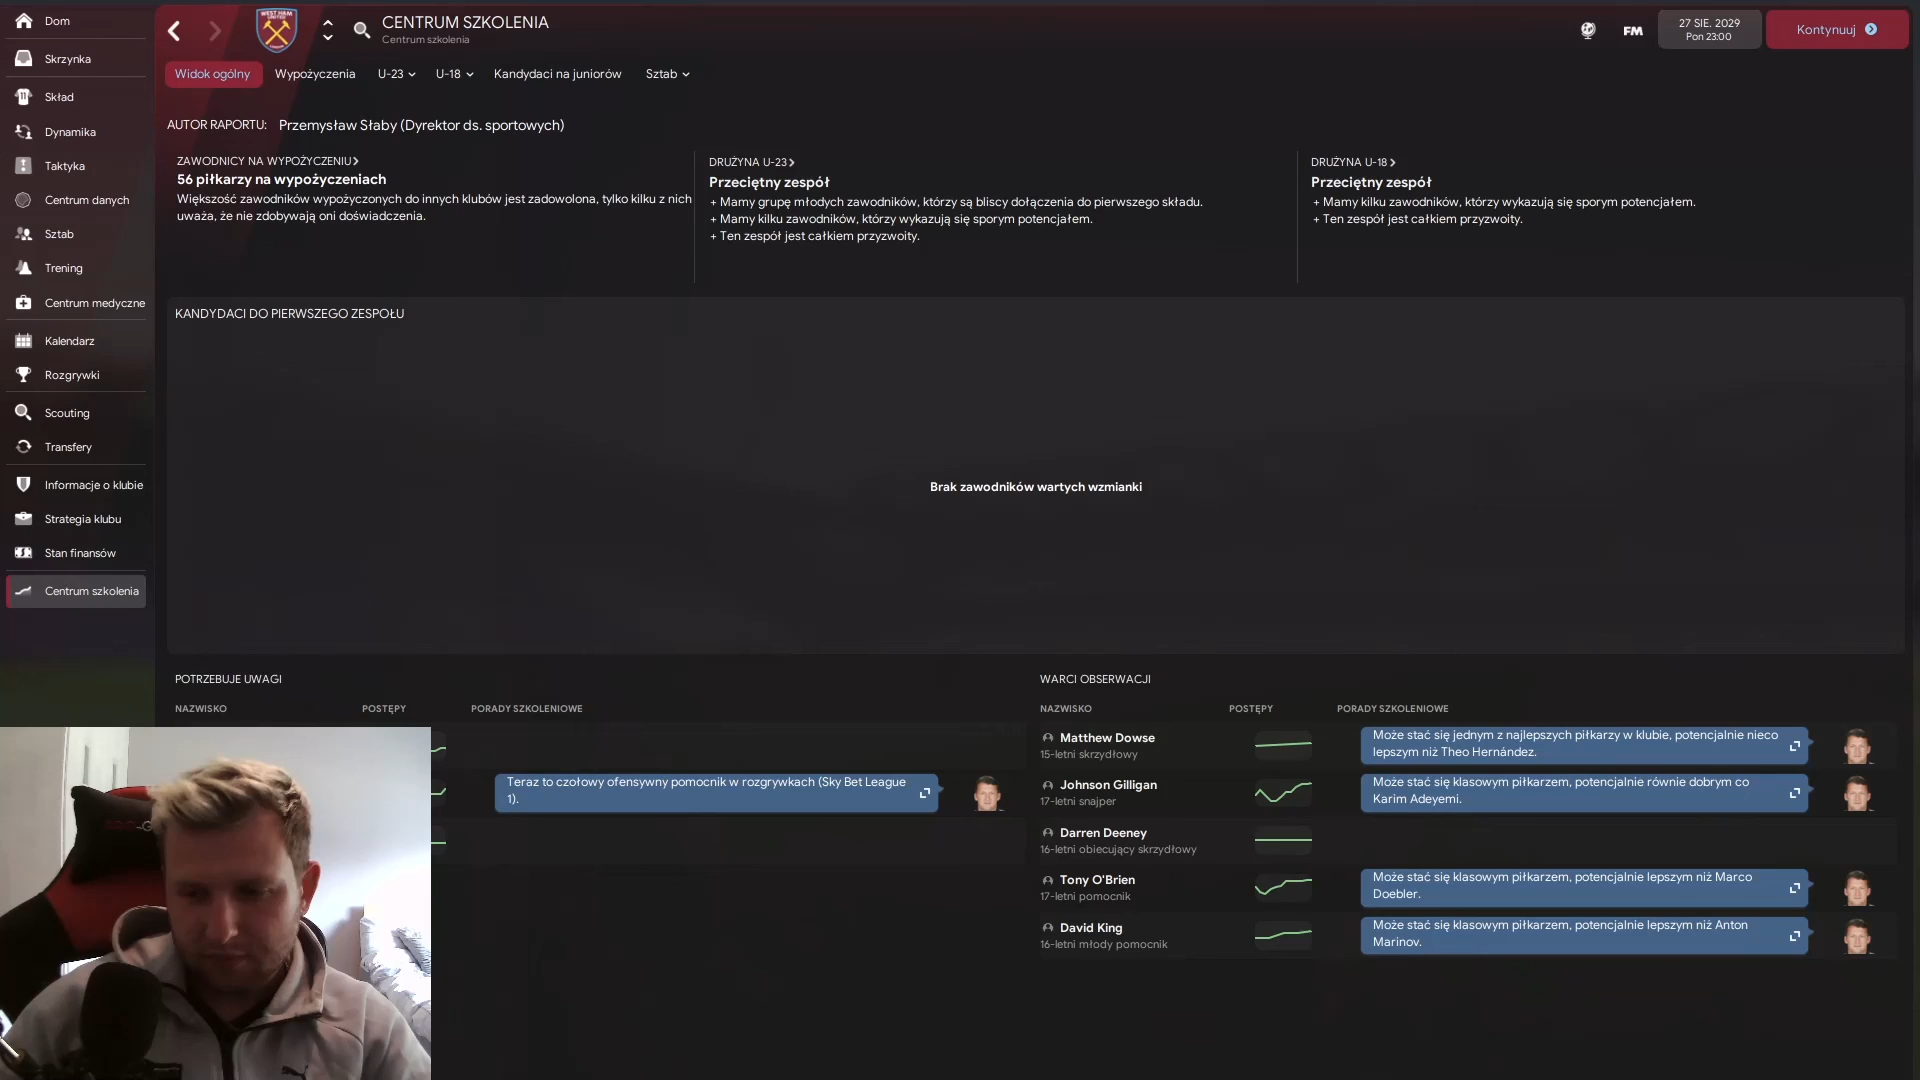 Dom
Skrzynka
Skład
Dynamika
Taktyka
Centrum danych
Sztab
Trening
Centrum medyczne
Kalendarz
Rozgrywki
Scouting
Transfery
Informacje o klubie
Strategia klubu
Stan finansów
Centrum szkolenia
WEST HAM
UNITED
CENTRUM SZKOLENIA
Centrum szkolenia
FM
27 SIE. 2029
Pon 23:00
Kontynuuj
Widok ogólny
Wypożyczenia
U-23
U-18
Kandydaci na juniorów
Sztab
AUTOR RAPORTU: Przemysław Słaby (Dyrektor ds. sportowych)
ZAWODNICY NA WYPOŻYCZENIU
56 piłkarzy na wypożyczeniach
Większość zawodników wypożyczonych do innych klubów jest zadowolona, tylko kilku z nich
uważa, że nie zdobywają oni doświadczenia.
DRUŻYNA U-23
Przeciętny zespół
+ Mamy grupę młodych zawodników, którzy są bliscy dołączenia do pierwszego składu.
+ Mamy kilku zawodników, którzy wykazują się sporym potencjałem.
+ Ten zespół jest całkiem przyzwoity.
DRUŻYNA U-18
Przeciętny zespół
+ Mamy kilku zawodników, którzy wykazują się sporym potencjałem.
+ Ten zespół jest całkiem przyzwoity.
KANDYDACI DO PIERWSZEGO ZESPOŁU
Brak zawodników wartych wzmianki
POTRZEBUJE UWAGI
NAZWISKO POSTĘPY PORADY SZKOLENIOWE
Teraz to czołowy ofensywny pomocnik w rozgrywkach (Sky Bet League
1).
WARCI OBSERWACJI
NAZWISKO POSTĘPY PORADY SZKOLENIOWE
Matthew Dowse
15-letni skrzydłowy
Może stać się jednym z najlepszych piłkarzy w klubie, potencjalnie nieco
lepszym niż Theo Hernández.
Johnson Gilligan
17-letni snajper
Może stać się klasowym piłkarzem, potencjalnie równie dobrym co
Karim Adeyemi.
Darren Deeney
16-letni obiecujący skrzydłowy
Tony O'Brien
17-letni pomocnik
Może stać się klasowym piłkarzem, potencjalnie lepszym niż Marco
Doebler.
David King
16-letni młody pomocnik
Może stać się klasowym piłkarzem, potencjalnie lepszym niż Anton
Marinov.